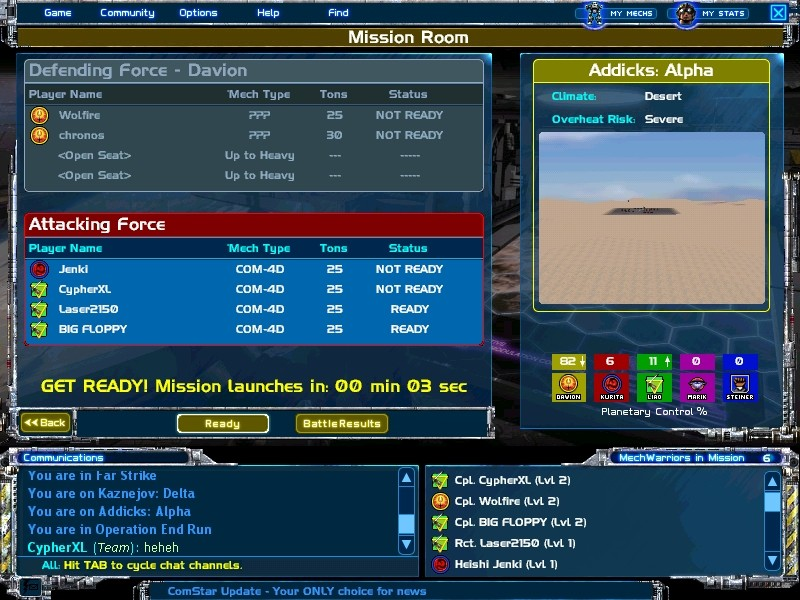 Game Community Options Help Find MY MECHS MY STATS
Mission Room
Defending Force - Davion
Player Name 'Mech Type Tons Status
Wolfire ??? 25 NOT READY
chronos ??? 30 NOT READY
<Open Seat> Up to Heavy --- -----
<Open Seat> Up to Heavy --- -----
Attacking Force
Player Name 'Mech Type Tons Status
Jenki COM-4D 25 NOT READY
CypherXL COM-4D 25 NOT READY
Laser2150 COM-4D 25 READY
BIG FLOPPY COM-4D 25 READY
GET READY! Mission launches in: 00 min 03 sec
<<Back Ready BattleResults
Addicks: Alpha
Climate: Desert
Overheat Risk: Severe
82 6 11 0 0
DAVION KURITA LIAO MARIK STEINER
Planetary Control %
Communications
You are in Far Strike
You are on Kaznejov: Delta
You are on Addicks: Alpha
You are in Operation End Run
CypherXL (Team): heheh
All: Hit TAB to cycle chat channels.
MechWarriors in Mission 6
Cpl. CypherXL (Lvl 2)
Cpl. Wolfire (Lvl 2)
Cpl. BIG FLOPPY (Lvl 2)
Rct. Laser2150 (Lvl 1)
Heishi Jenki (Lvl 1)
ComStar Update - Your ONLY choice for news